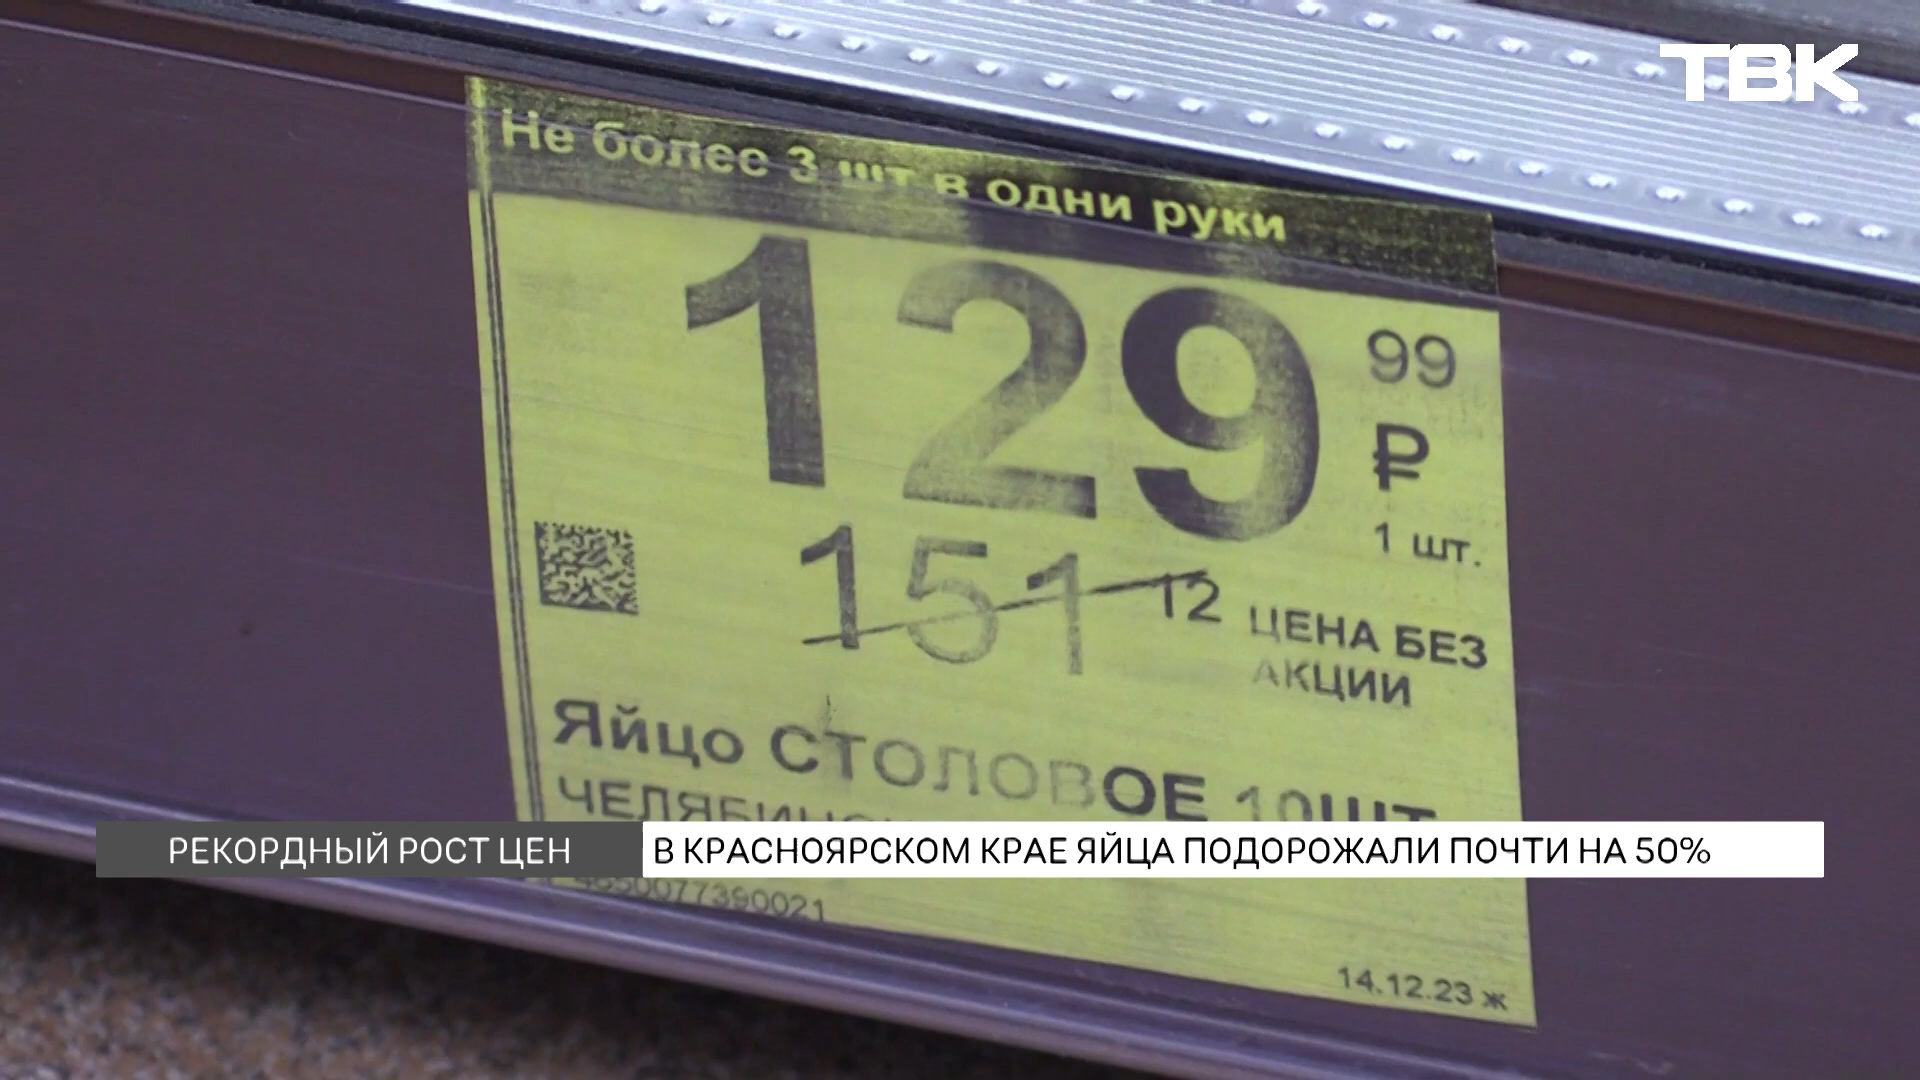 ТВК
Не более 3 шт в одни руки
129 99
₽
1 шт.
151 12 ЦЕНА БЕЗ
АКЦИИ
Яйцо СТОЛОВОЕ 10ШТ
РЕКОРДНЫЙ РОСТ ЦЕН В КРАСНОЯРСКОМ КРАЕ ЯЙЦА ПОДОРОЖАЛИ ПОЧТИ НА 50%
14.12.23 ж